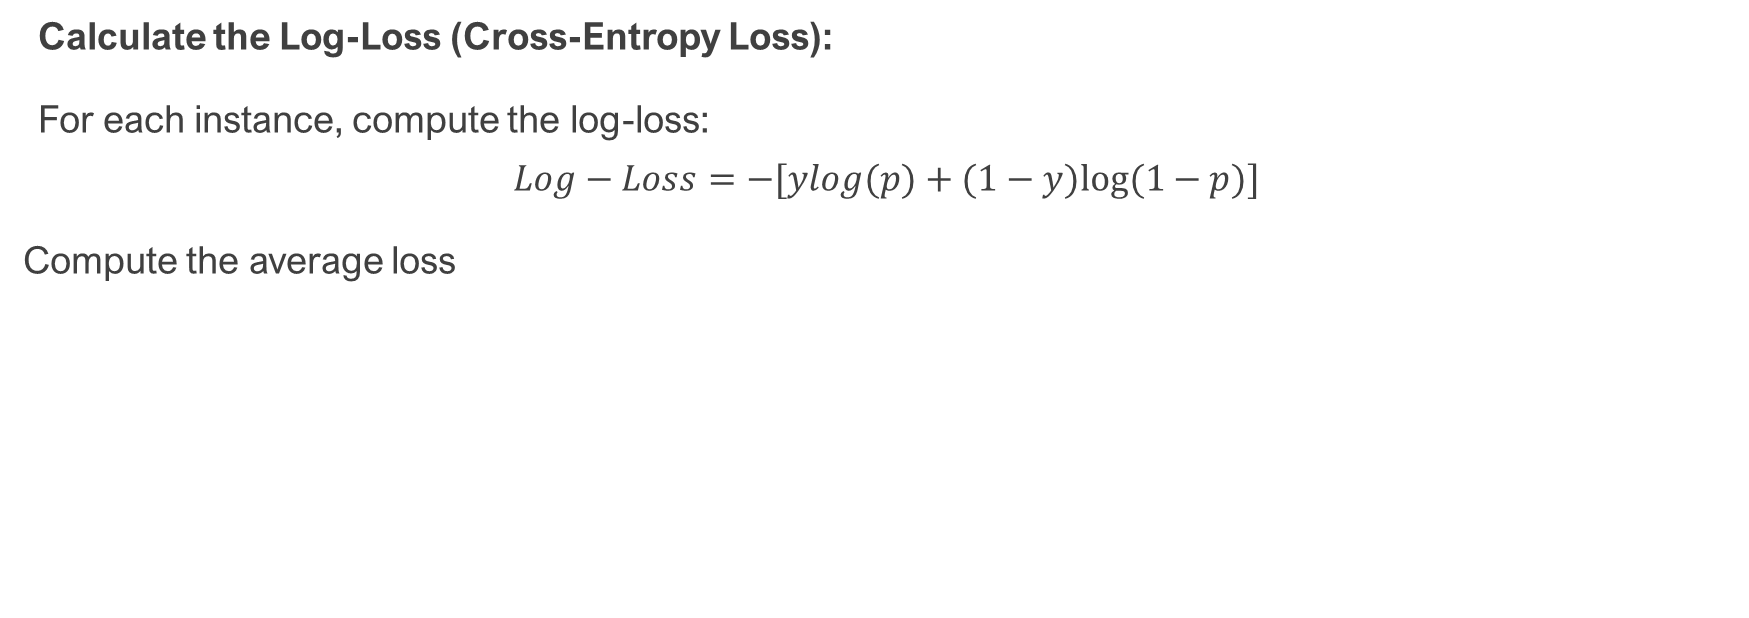 Calculate the Log-Loss (Cross-Entropy Loss):
For each instance, compute the log-loss:
Log − Loss = −[ylog(p) + (1 − y)log(1 − p)]
Compute the average loss